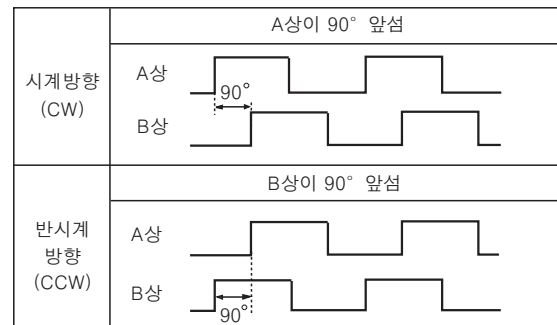 A상이 90° 앞섬
시계방향
(CW)
A상
90°
B상
B상이 90° 앞섬
반시계
방향
(CCW)
A상
B상
90°